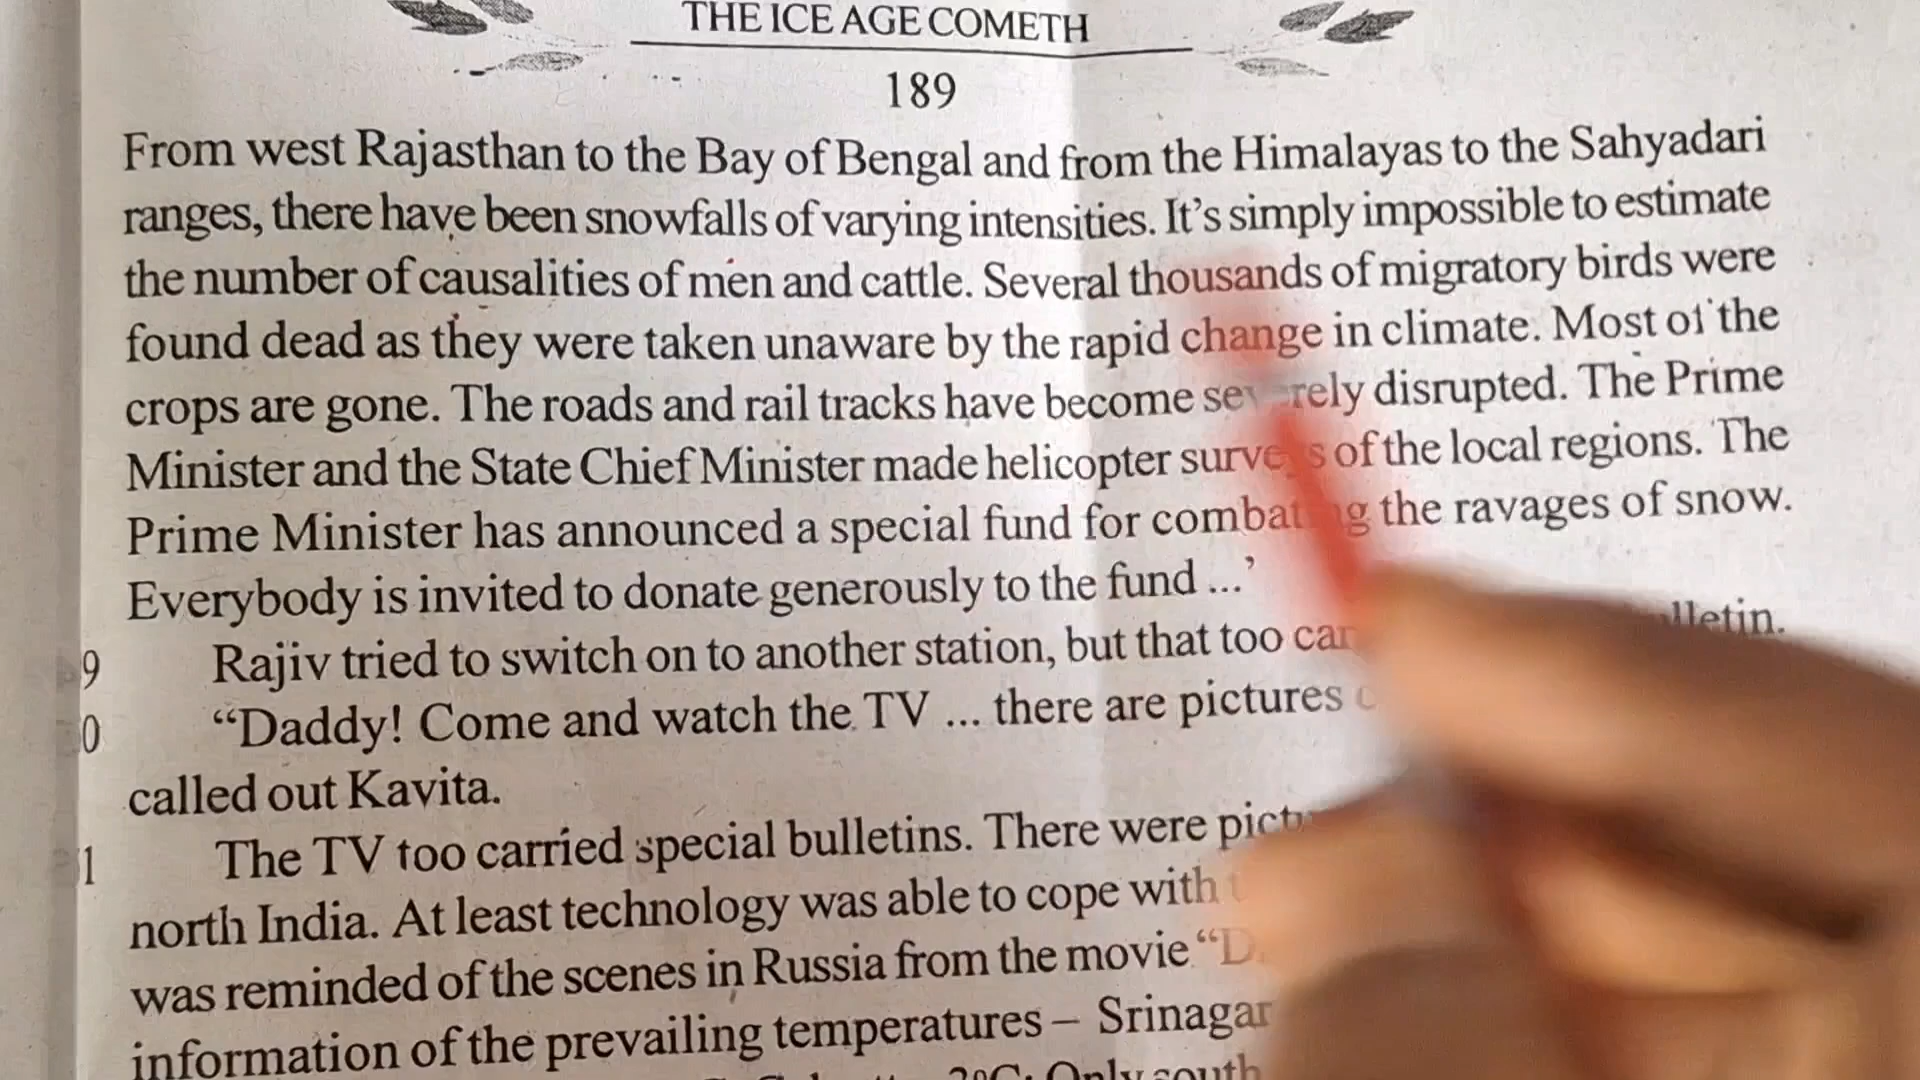 THE ICE AGE COMETH
189
From west Rajasthan to the Bay of Bengal and from the Himalayas to the Sahyadari
ranges, there have been snowfalls of varying intensities. It's simply impossible to estimate
the number of causalities of men and cattle. Several thousands of migratory birds were
found dead as they were taken unaware by the rapid change in climate. Most of the
crops are gone. The roads and rail tracks have become severely disrupted. The Prime
Minister and the State Chief Minister made helicopter surveys of the local regions. The
Prime Minister has announced a special fund for combating the ravages of snow.
Everybody is invited to donate generously to the fund ...’
9 Rajiv tried to switch on to another station, but that too
0 “Daddy! Come and watch the TV ... there are pictures
called out Kavita.
1 The TV too carried special bulletins. There were
north India. At least technology was able to cope with
was reminded of the scenes in Russia from the movie
information of the prevailing temperatures – Srinagar
Only south